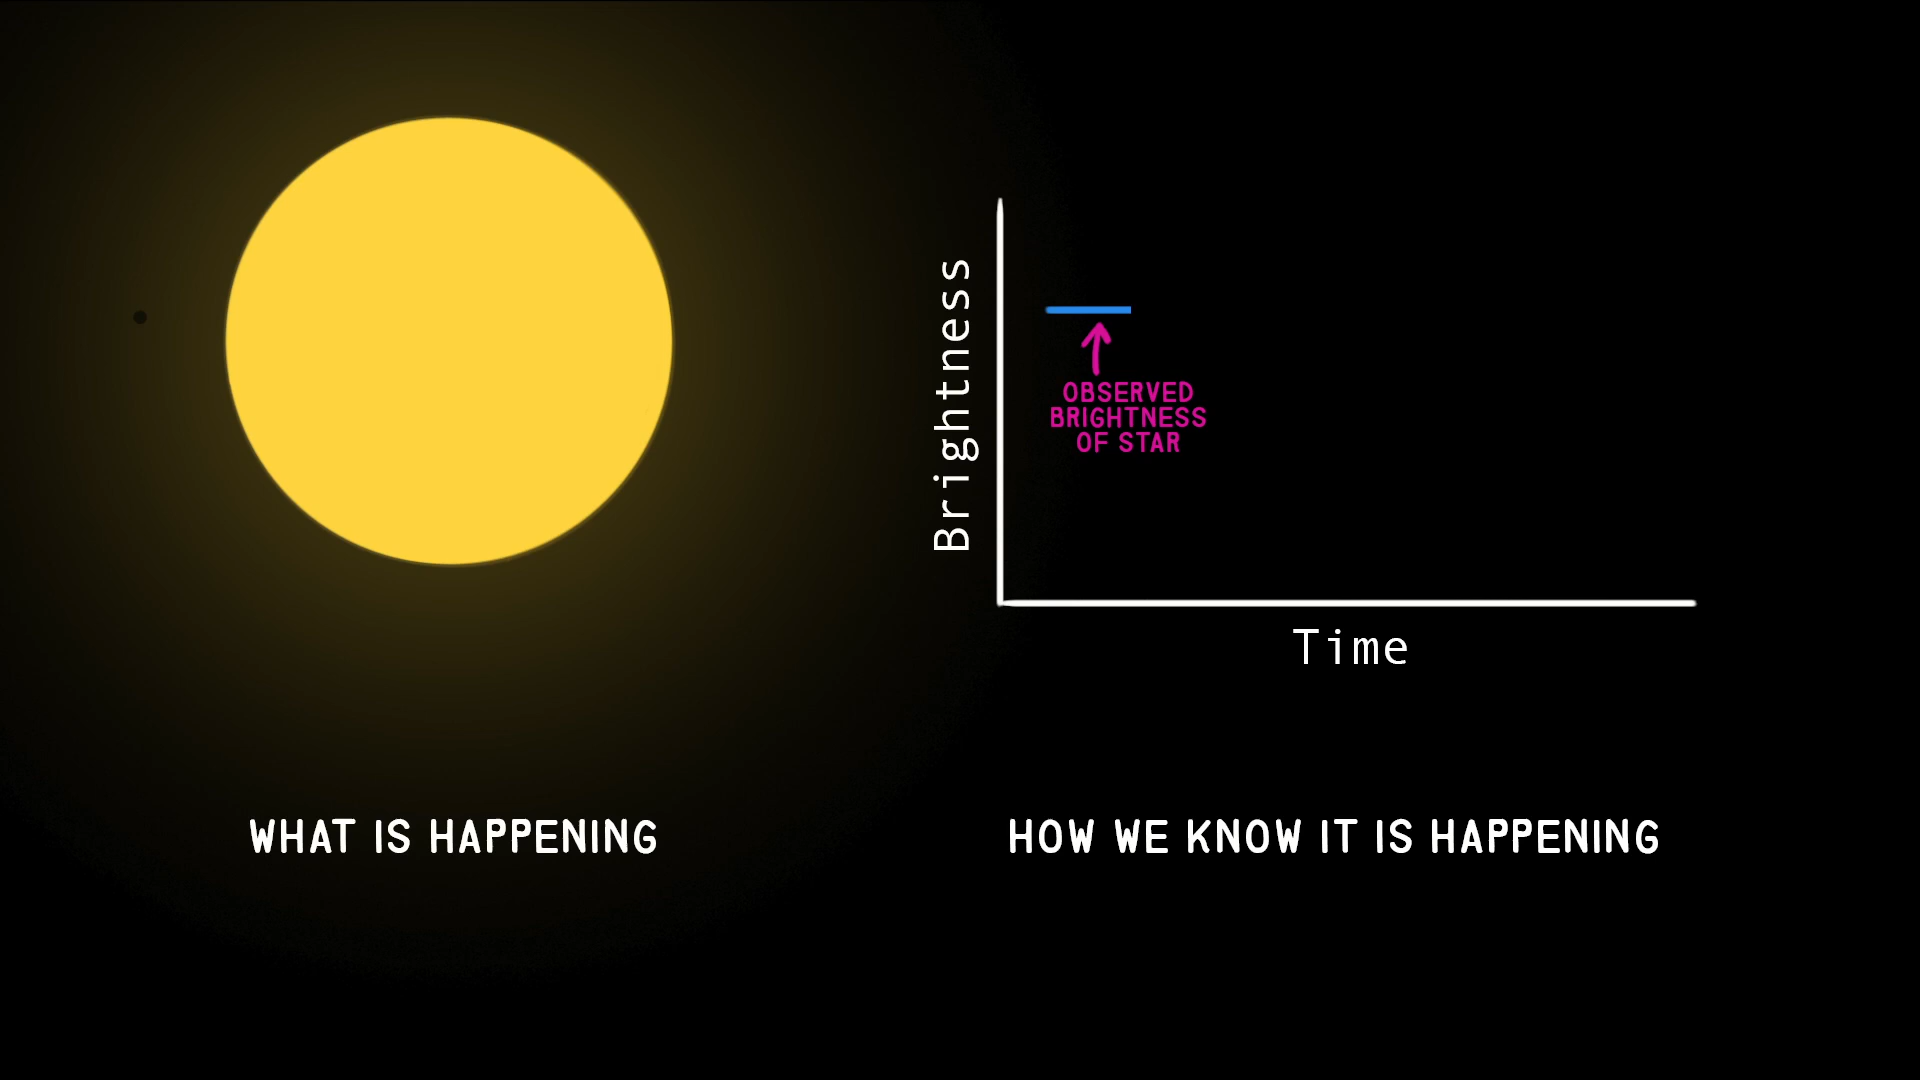 Brightness
OBSERVED
BRIGHTNESS
OF STAR
Time
WHAT IS HAPPENING
HOW WE KNOW IT IS HAPPENING